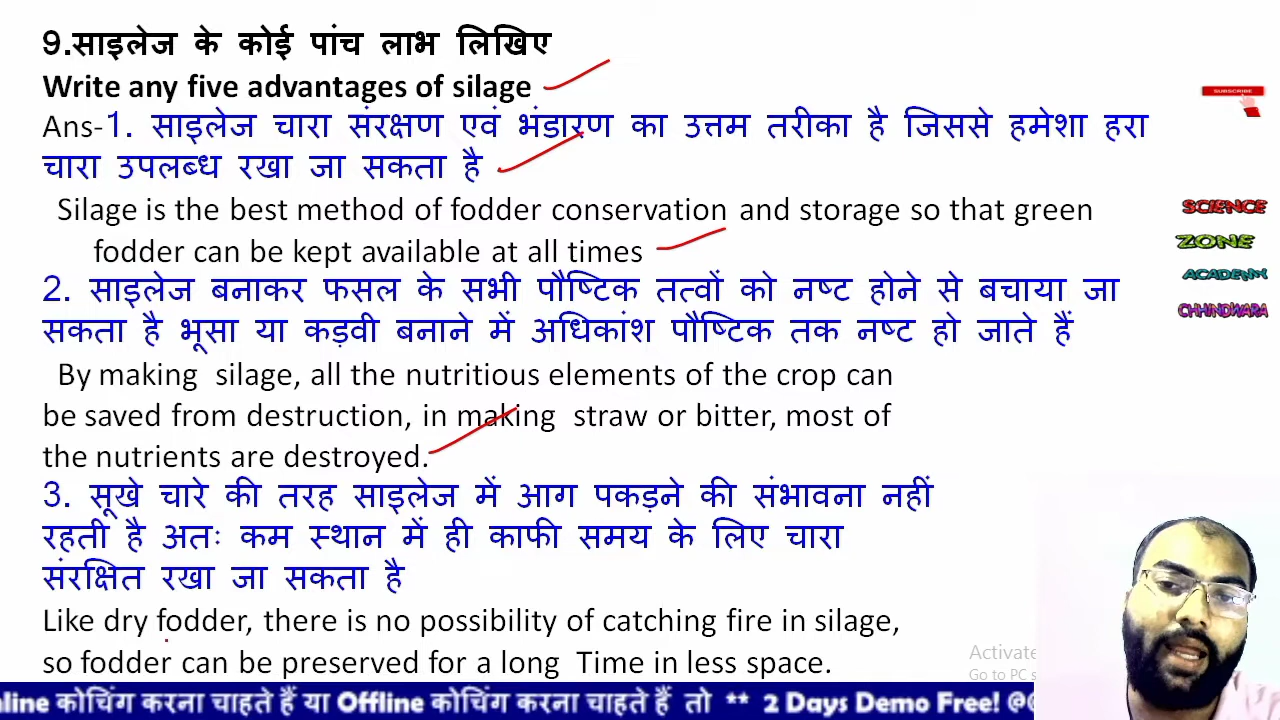 9.साइलेज के कोई पांच लाभ लिखिए
Write any five advantages of silage
Ans-1. साइलेज चारा संरक्षण एवं भंडारण का उत्तम तरीका है जिससे हमेशा हरा
चारा उपलब्ध रखा जा सकता है
Silage is the best method of fodder conservation and storage so that green
fodder can be kept available at all times
2. साइलेज बनाकर फसल के सभी पौष्टिक तत्वों को नष्ट होने से बचाया जा
सकता है भूसा या कड़वी बनाने में अधिकांश पौष्टिक तक नष्ट हो जाते हैं
By making silage, all the nutritious elements of the crop can
be saved from destruction, in making straw or bitter, most of
the nutrients are destroyed.
3. सूखे चारे की तरह साइलेज में आग पकड़ने की संभावना नहीं
रहती है अतः कम स्थान में ही काफी समय के लिए चारा
संरक्षित रखा जा सकता है
Like dry fodder, there is no possibility of catching fire in silage,
so fodder can be preserved for a long Time in less space.
SUBSCRIBE
SCIENCE
ZONE
ACADEMY
CHHINDWARA
Activate
Go to PC s
nline कोचिंग करना चाहते हैं या Offline कोचिंग करना चाहते हैं तो ** 2 Days Demo Free! @